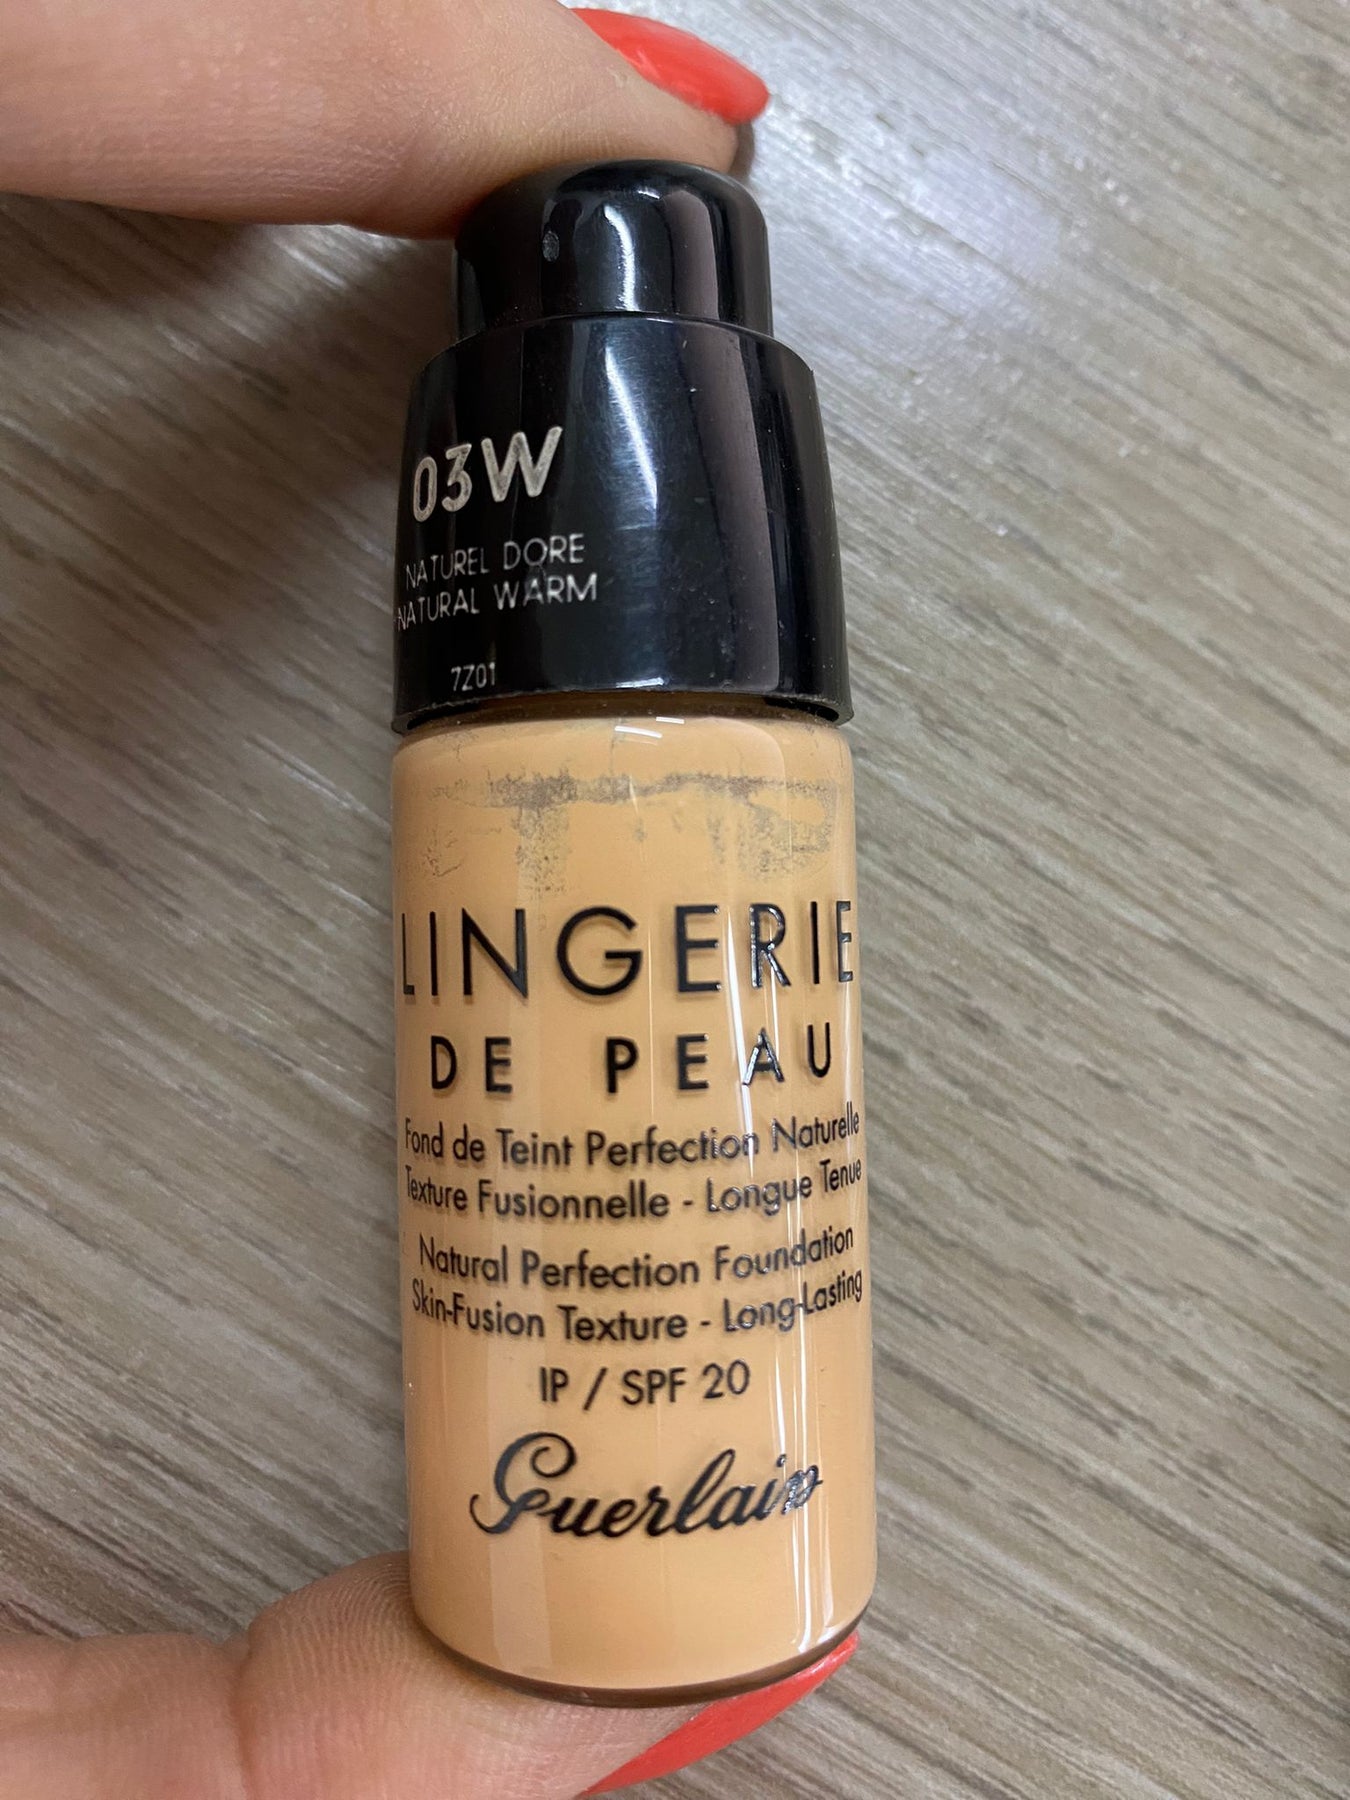 03W
NATUREL DORE
NATURAL WARM
7Z01
LINGERIE
DE PEAU
Fond de Teint Perfection Naturelle
Texture Fusionnelle - Longue Tenue
Natural Perfection Foundation
Skin-Fusion Texture - Long-Lasting
IP / SPF 20
Guerlain